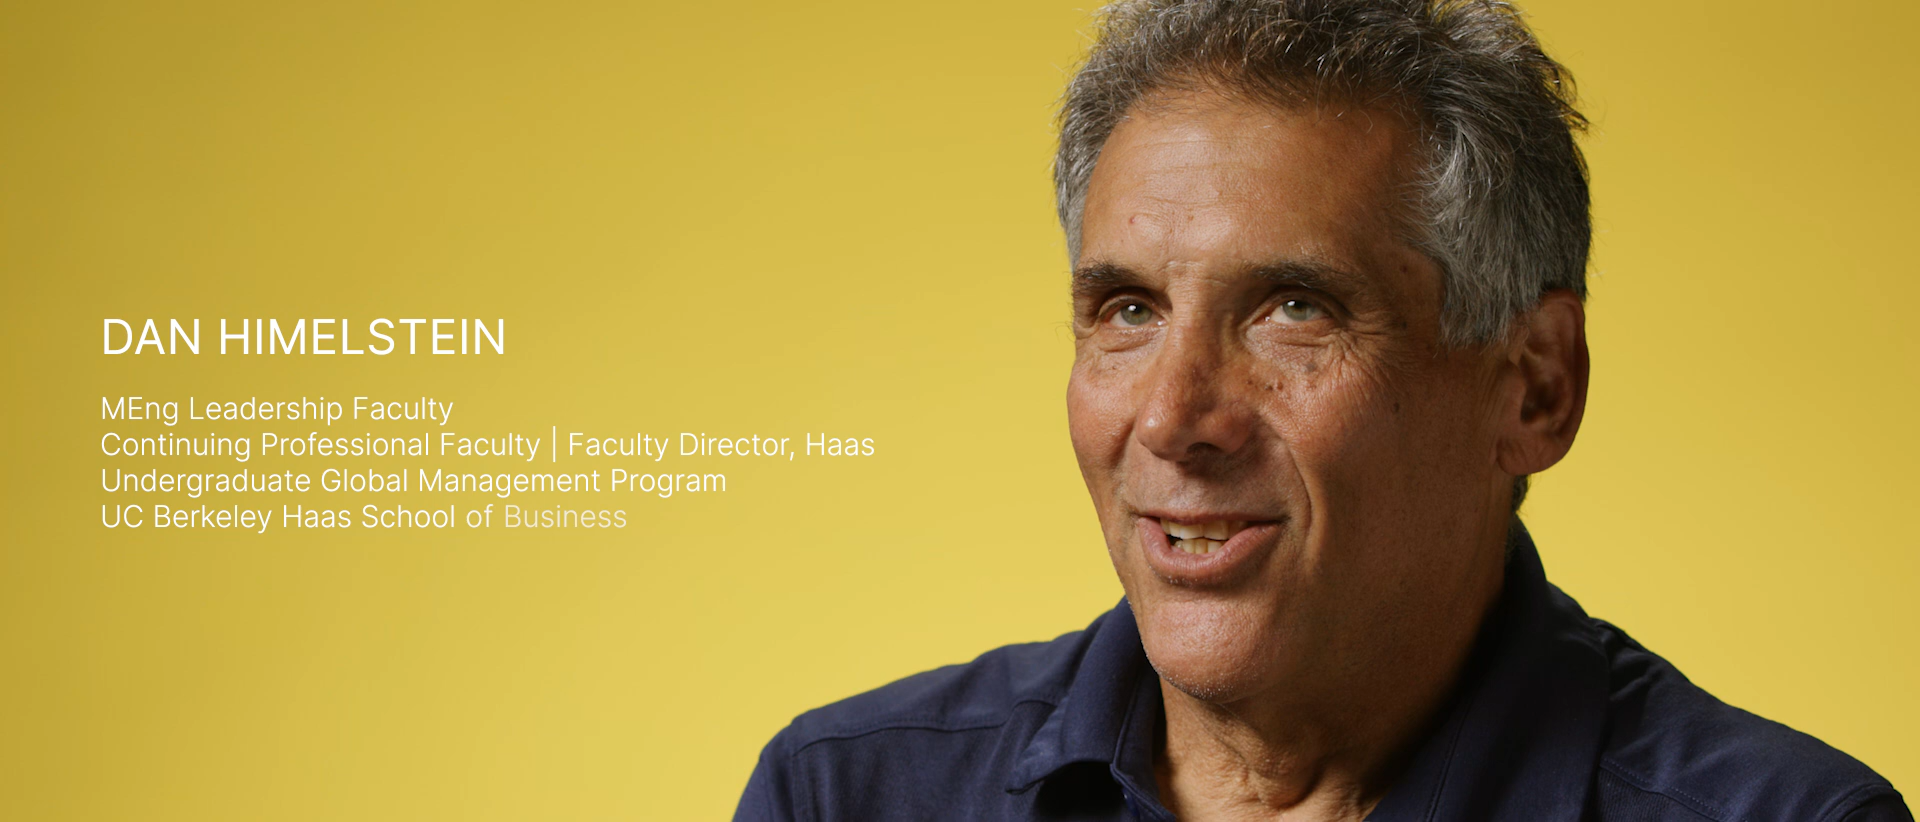 DAN HIMELSTEIN
MEng Leadership Faculty
Continuing Professional Faculty | Faculty Director, Haas
Undergraduate Global Management Program
UC Berkeley Haas School of Business